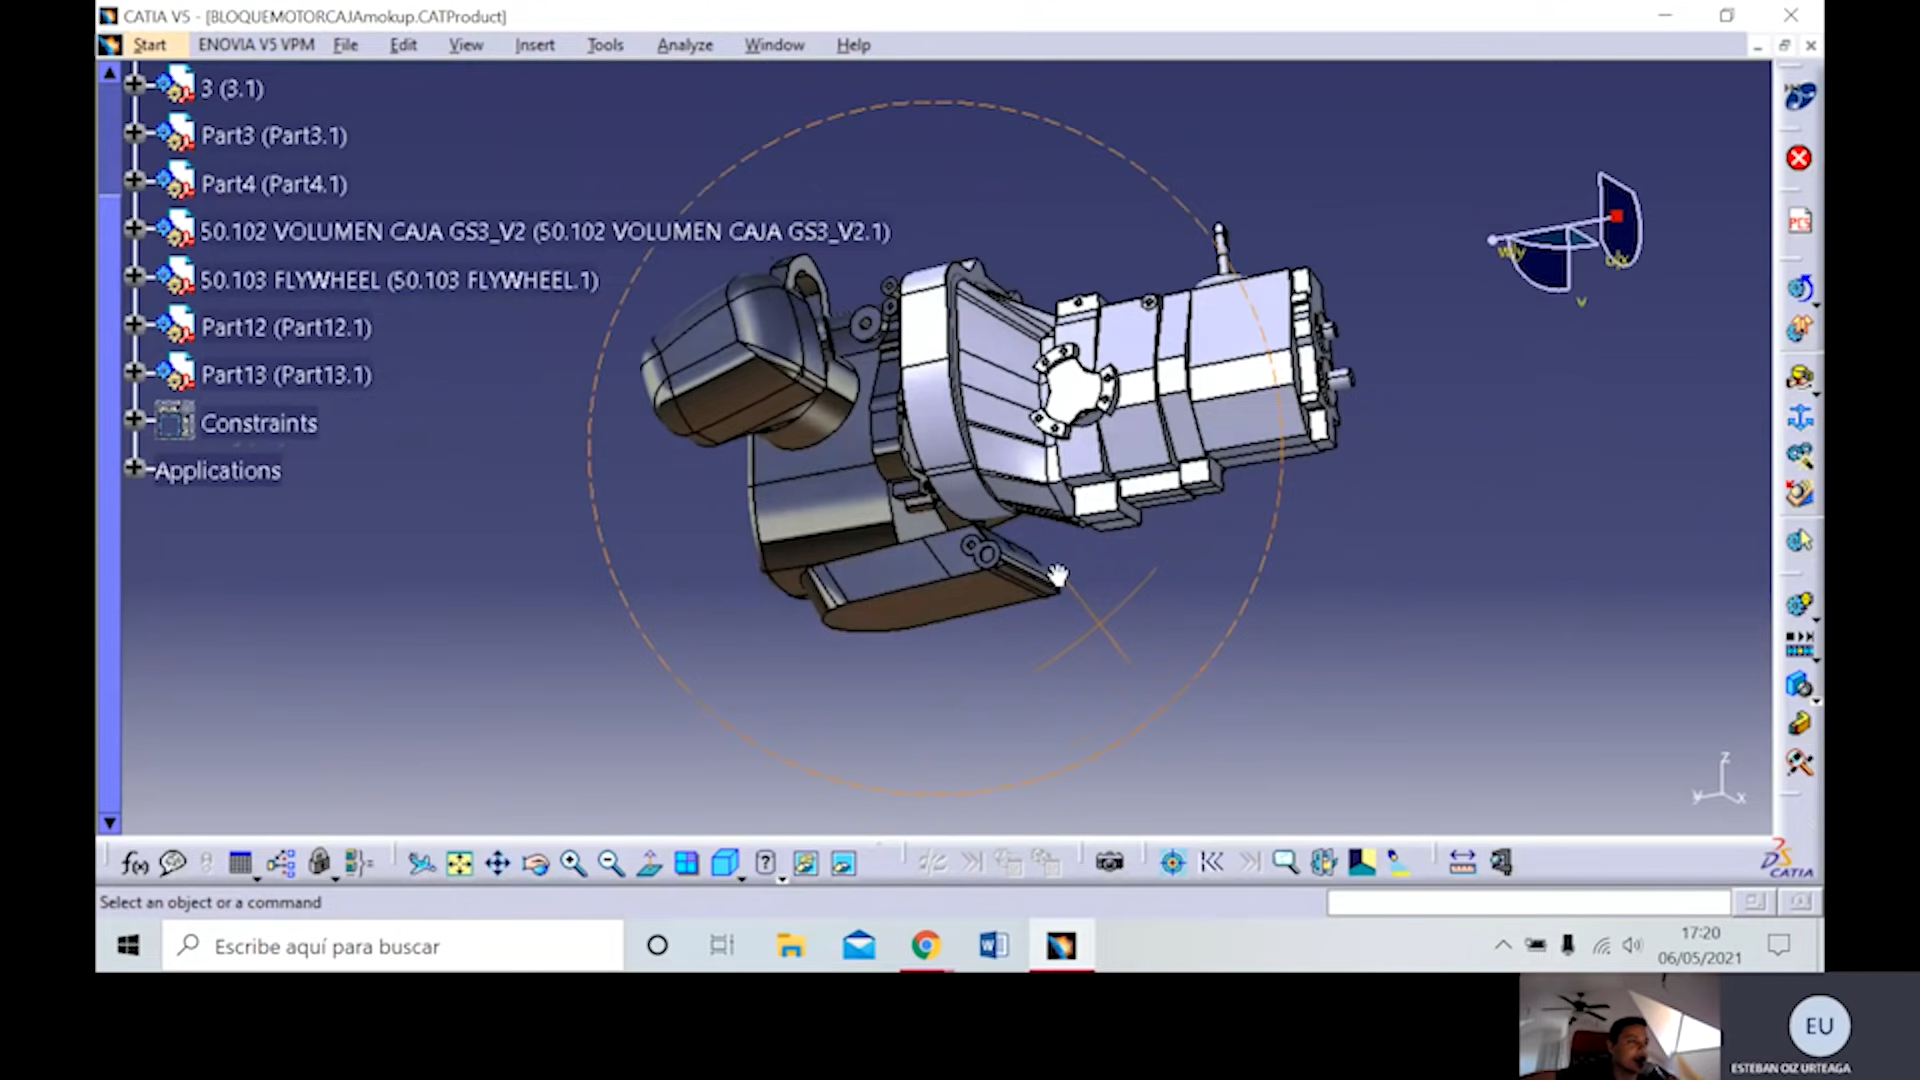 CATIA V5 - [BLOQUEMOTORCAJAmokup.CATProduct]
Start ENOVIA V5 VPM File Edit View Insert Tools Analyze Window Help
3 (3.1)
Part3 (Part3.1)
Part4 (Part4.1)
50.102 VOLUMEN CAJA GS3_V2 (50.102 VOLUMEN CAJA GS3_V2.1)
50.103 FLYWHEEL (50.103 FLYWHEEL.1)
Part12 (Part12.1)
Part13 (Part13.1)
Constraints
Applications
PCS
z
y x
f(x)
CATIA
Select an object or a command
Escribe aquí para buscar
17:20
06/05/2021
EU
ESTEBAN OIZ URTEAGA